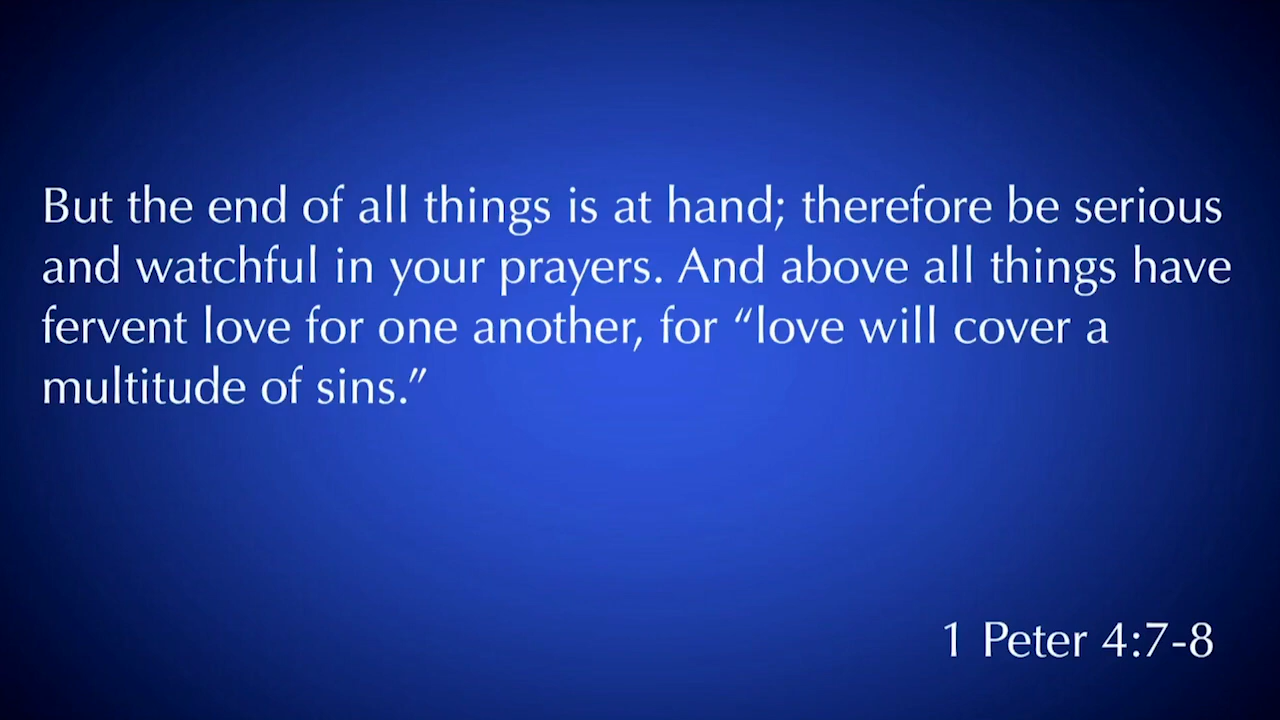 But the end of all things is at hand; therefore be serious
and watchful in your prayers. And above all things have
fervent love for one another, for “love will cover a
multitude of sins.”
1 Peter 4:7-8